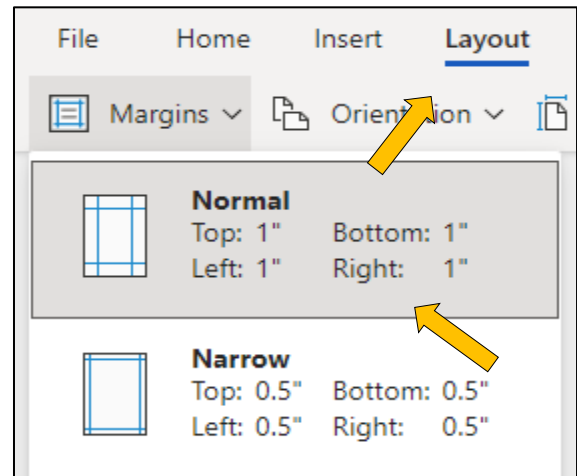 File Home Insert Layout
Margins Orientation
Normal
Top: 1" Bottom: 1"
Left: 1" Right: 1"
Narrow
Top: 0.5" Bottom: 0.5"
Left: 0.5" Right: 0.5"